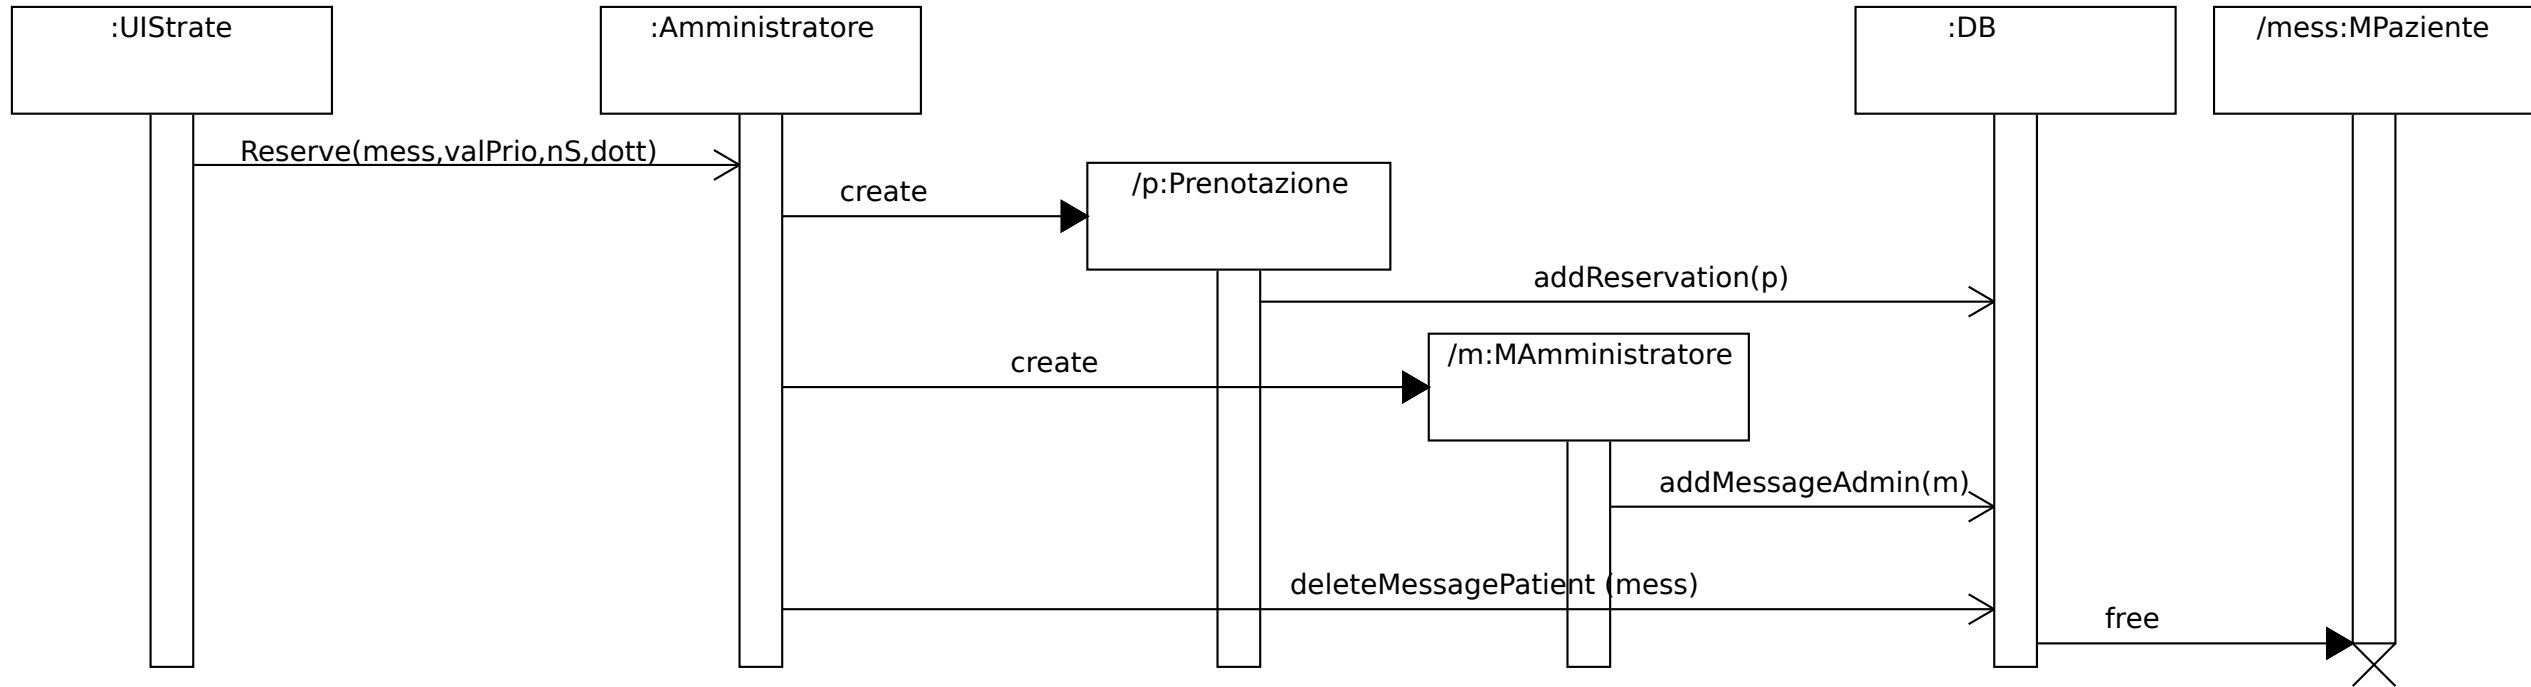 :UIStrate
:Amministratore
:DB
/mess:MPaziente
Reserve(mess,valPrio,nS,dott)
/p:Prenotazione
create
addReservation(p)
/m:MAmministratore
create
addMessageAdmin(m)
deleteMessagePatient (mess)
free